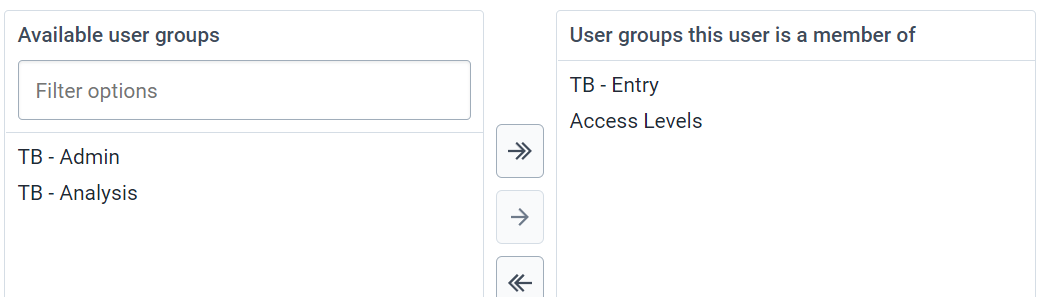 Available user groups
Filter options
TB - Admin
TB - Analysis
User groups this user is a member of
TB - Entry
Access Levels